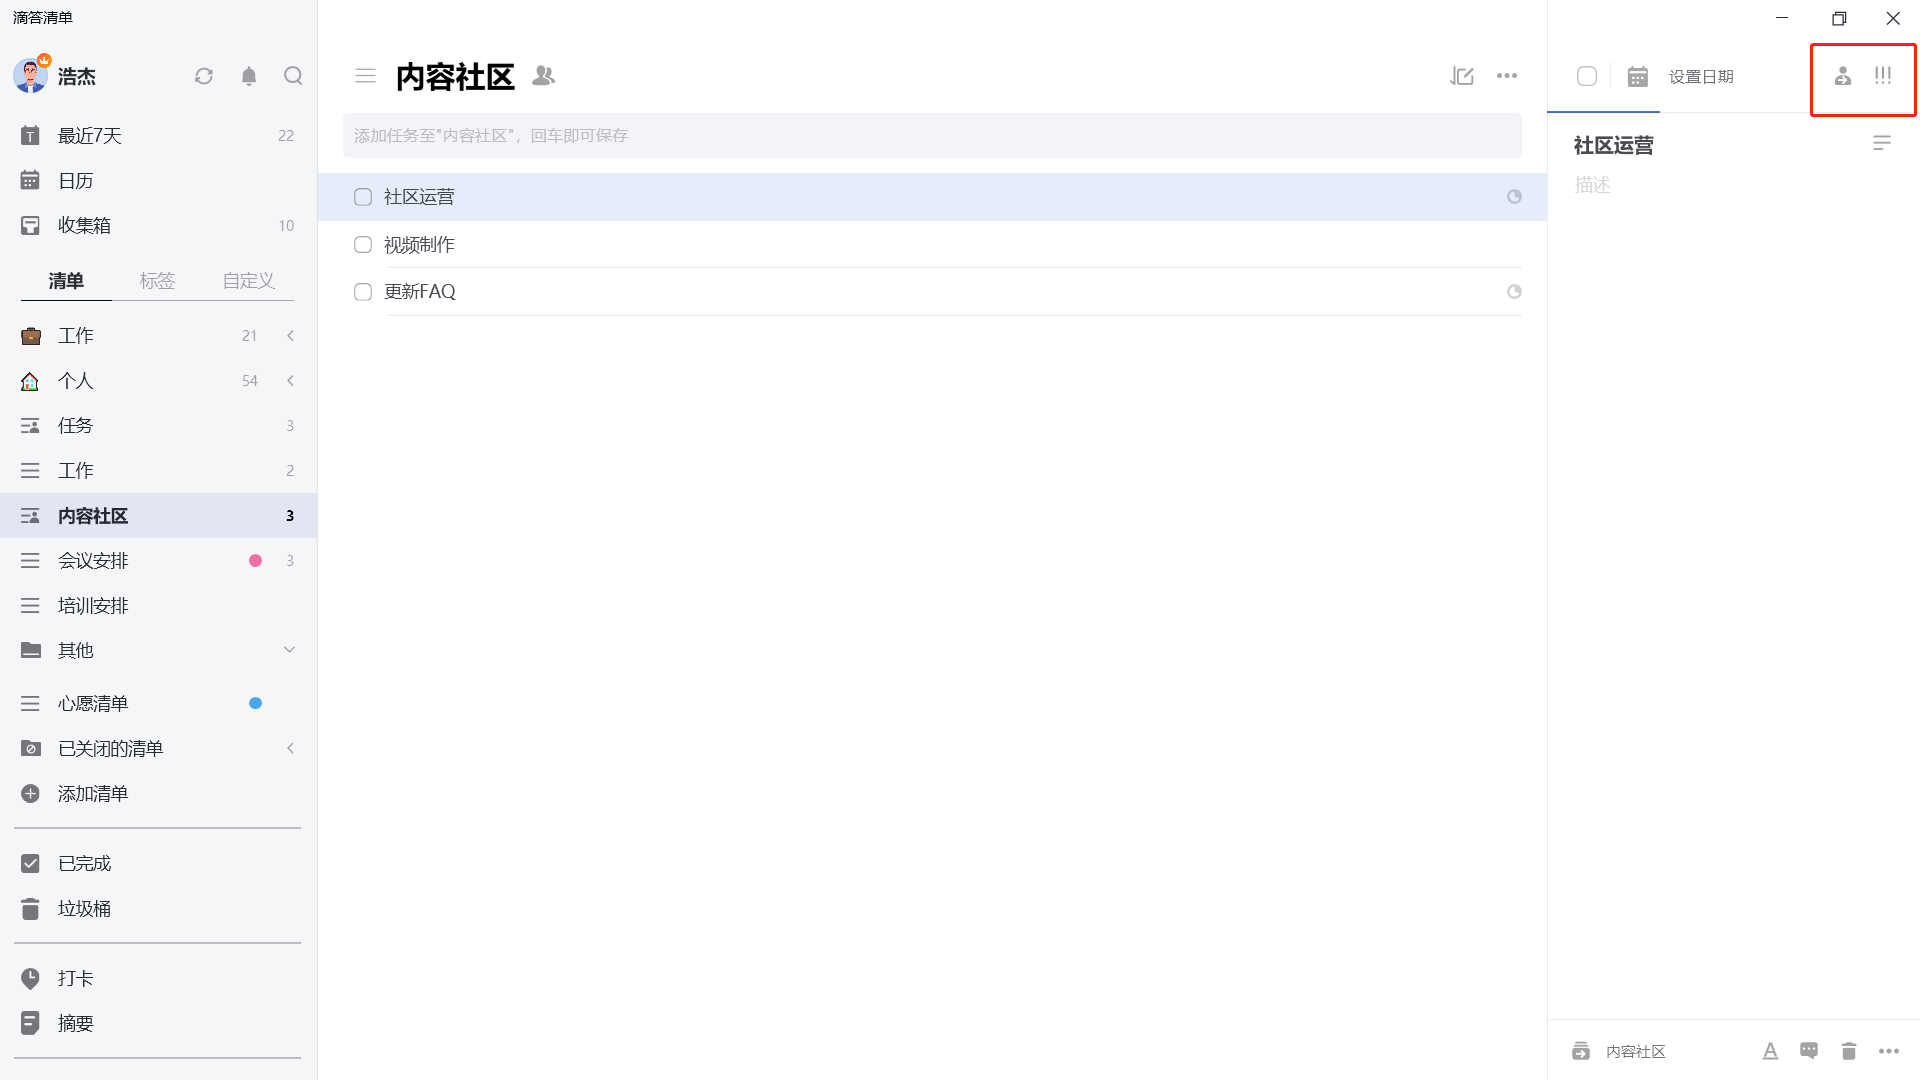 滴答清单
浩杰
最近7天 22
日历
收集箱 10
清单 标签 自定义
工作 21
个人 54
任务 3
工作 2
内容社区 3
会议安排 3
培训安排
其他
心愿清单
已关闭的清单
添加清单
已完成
垃圾桶
打卡
摘要
内容社区
添加任务至"内容社区"，回车即可保存
社区运营
视频制作
更新FAQ
设置日期
社区运营
描述
内容社区